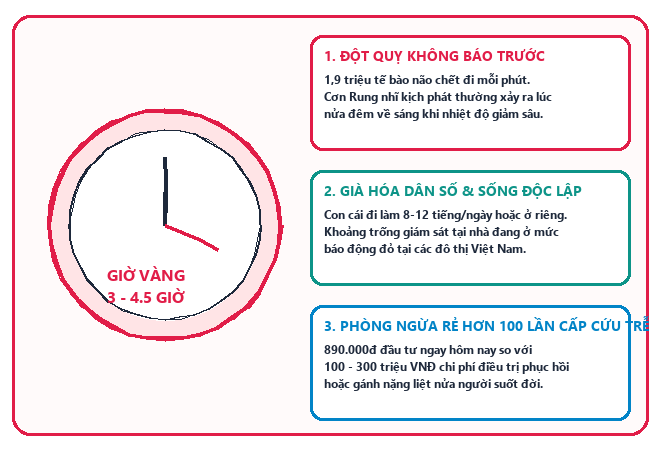 GIỜ VÀNG
3 - 4.5 GIỜ
1. ĐỘT QUỴ KHÔNG BÁO TRƯỚC
1,9 triệu tế bào não chết đi mỗi phút.
Cơn Rung nhĩ kịch phát thường xảy ra lúc
nửa đêm về sáng khi nhiệt độ giảm sâu.
2. GIÀ HÓA DÂN SỐ & SỐNG ĐỘC LẬP
Con cái đi làm 8-12 tiếng/ngày hoặc ở riêng.
Khoảng trống giám sát tại nhà đang ở mức
báo động đỏ tại các đô thị Việt Nam.
3. PHÒNG NGỪA RẺ HƠN 100 LẦN CẤP CỨU TRỄ
890.000đ đầu tư ngay hôm nay so với
100 - 300 triệu VNĐ chi phí điều trị phục hồi
hoặc gánh nặng liệt nửa người suốt đời.